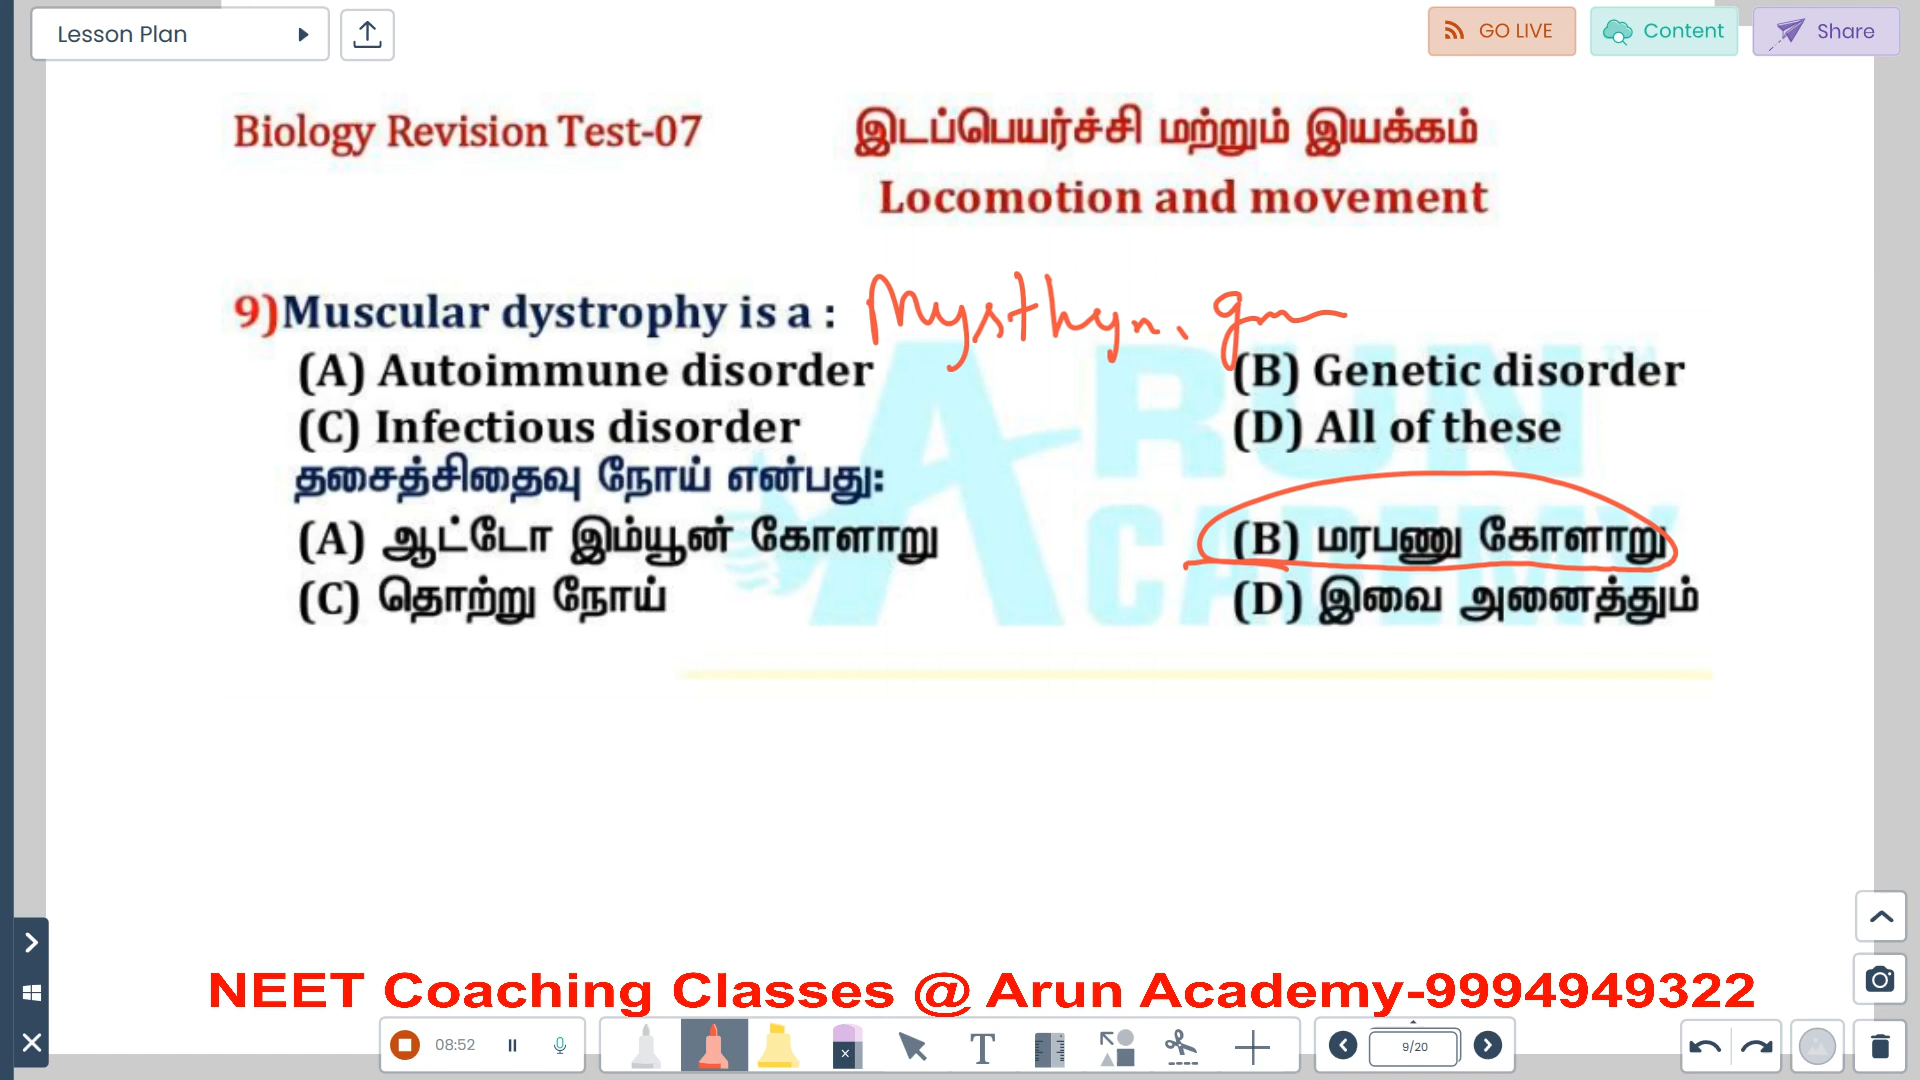 Lesson Plan
GO LIVE
Content
Share
Biology Revision Test-07
இடப்பெயர்ச்சி மற்றும் இயக்கம்
Locomotion and movement
9)Muscular dystrophy is a :
(A) Autoimmune disorder
(B) Genetic disorder
(C) Infectious disorder
(D) All of these
தசைத்சிதைவு நோய் என்பது:
(A) ஆட்டோ இம்யூன் கோளாறு
(B) மரபணு கோளாறு
(C) தொற்று நோய்
(D) இவை அனைத்தும்
ARUN
ACADEMY
NEET Coaching Classes @ Arun Academy-9994949322
08:52
T
9/20